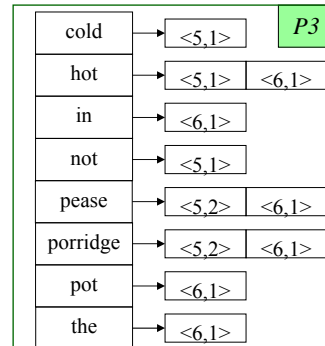 P3
cold <5,1>
hot <5,1> <6,1>
in <6,1>
not <5,1>
pease <5,2> <6,1>
porridge <5,2> <6,1>
pot <6,1>
the <6,1>